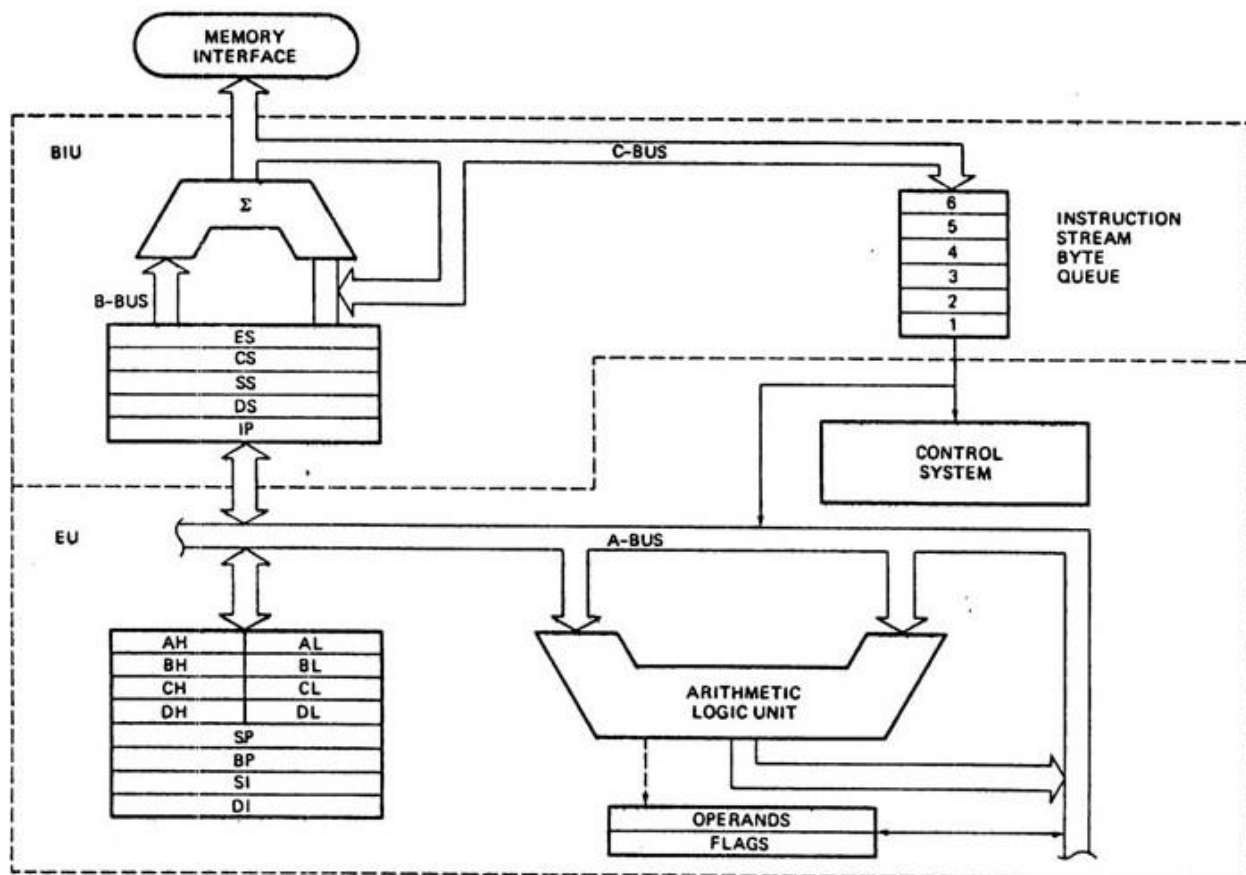 MEMORY
INTERFACE
BIU
C-BUS
Σ
6
5
4
3
2
1
INSTRUCTION
STREAM
BYTE
QUEUE
B-BUS
ES
CS
SS
DS
IP
CONTROL
SYSTEM
EU
A-BUS
AH AL
BH BL
CH CL
DH DL
SP
BP
SI
DI
ARITHMETIC
LOGIC UNIT
OPERANDS
FLAGS